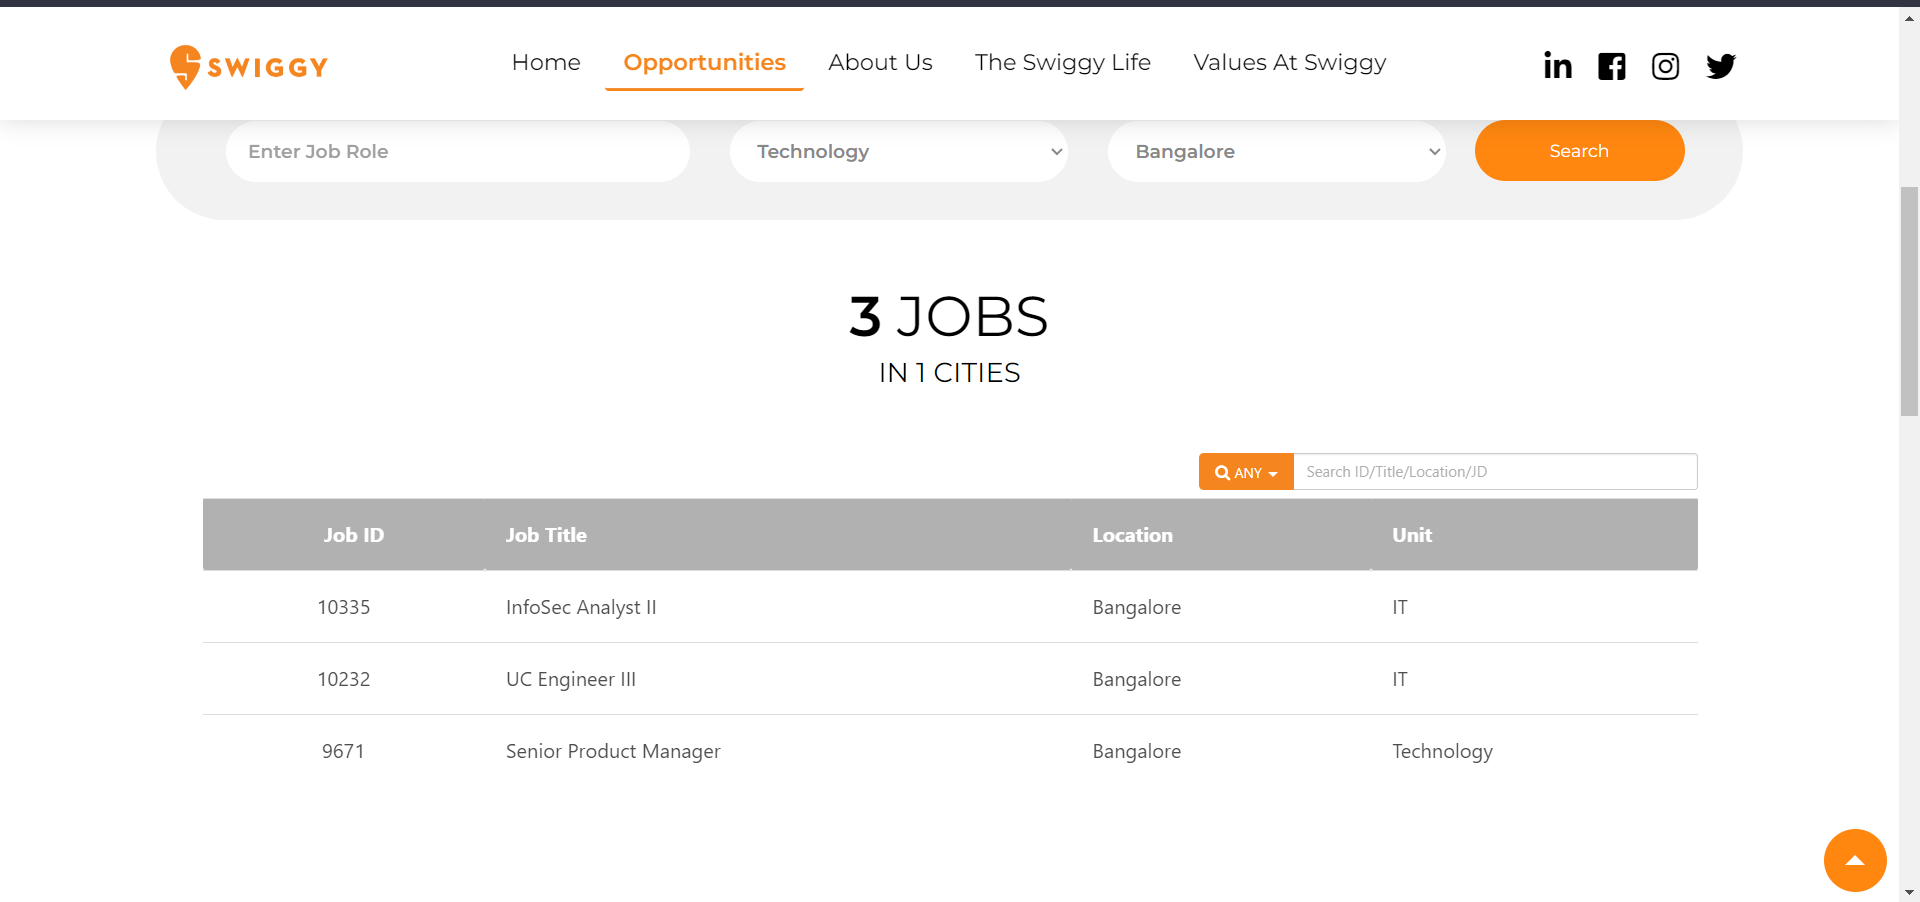 SWIGGY
Home Opportunities About Us The Swiggy Life Values At Swiggy
Enter Job Role Technology Bangalore Search
3 JOBS
IN 1 CITIES
ANY Search ID/Title/Location/JD
Job ID Job Title Location Unit
10335 InfoSec Analyst II Bangalore IT
10232 UC Engineer III Bangalore IT
9671 Senior Product Manager Bangalore Technology